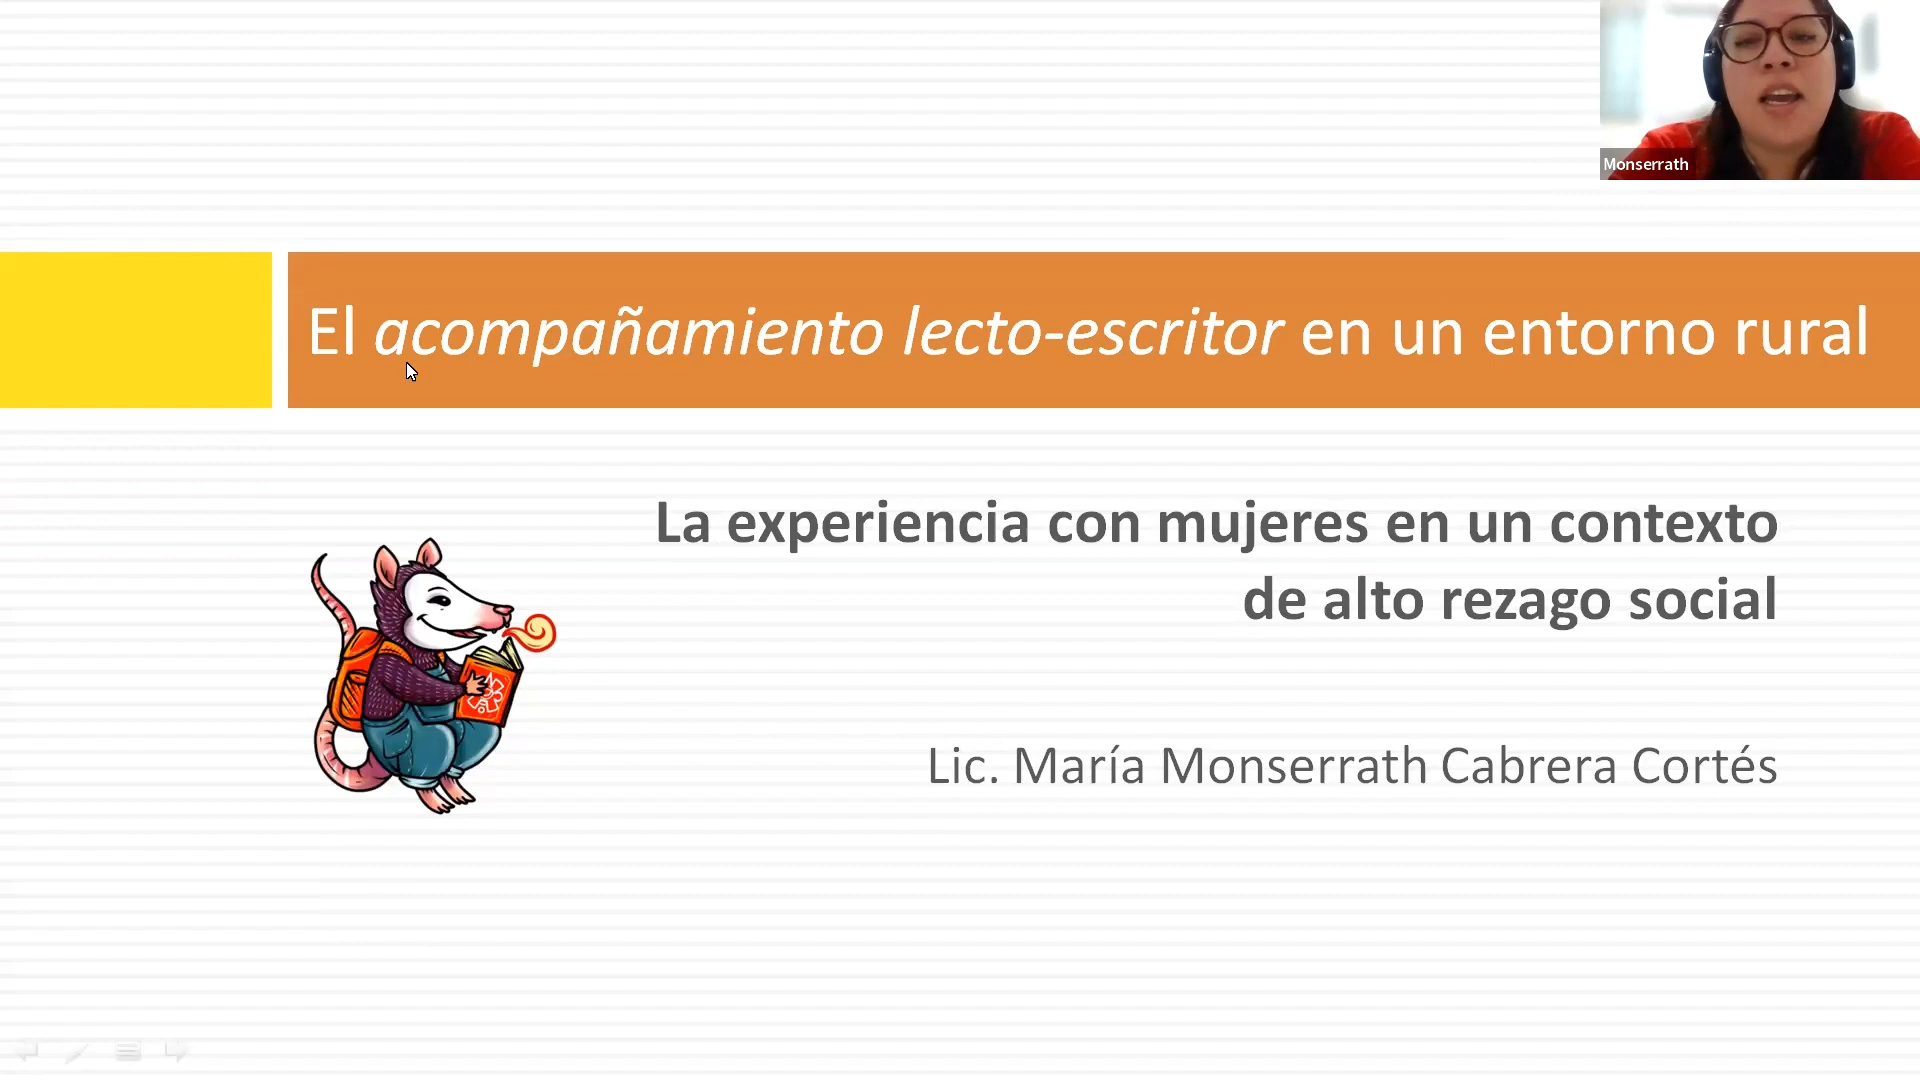 Monserrath
El acompañamiento lecto-escritor en un entorno rural
La experiencia con mujeres en un contexto
de alto rezago social
Lic. María Monserrath Cabrera Cortés